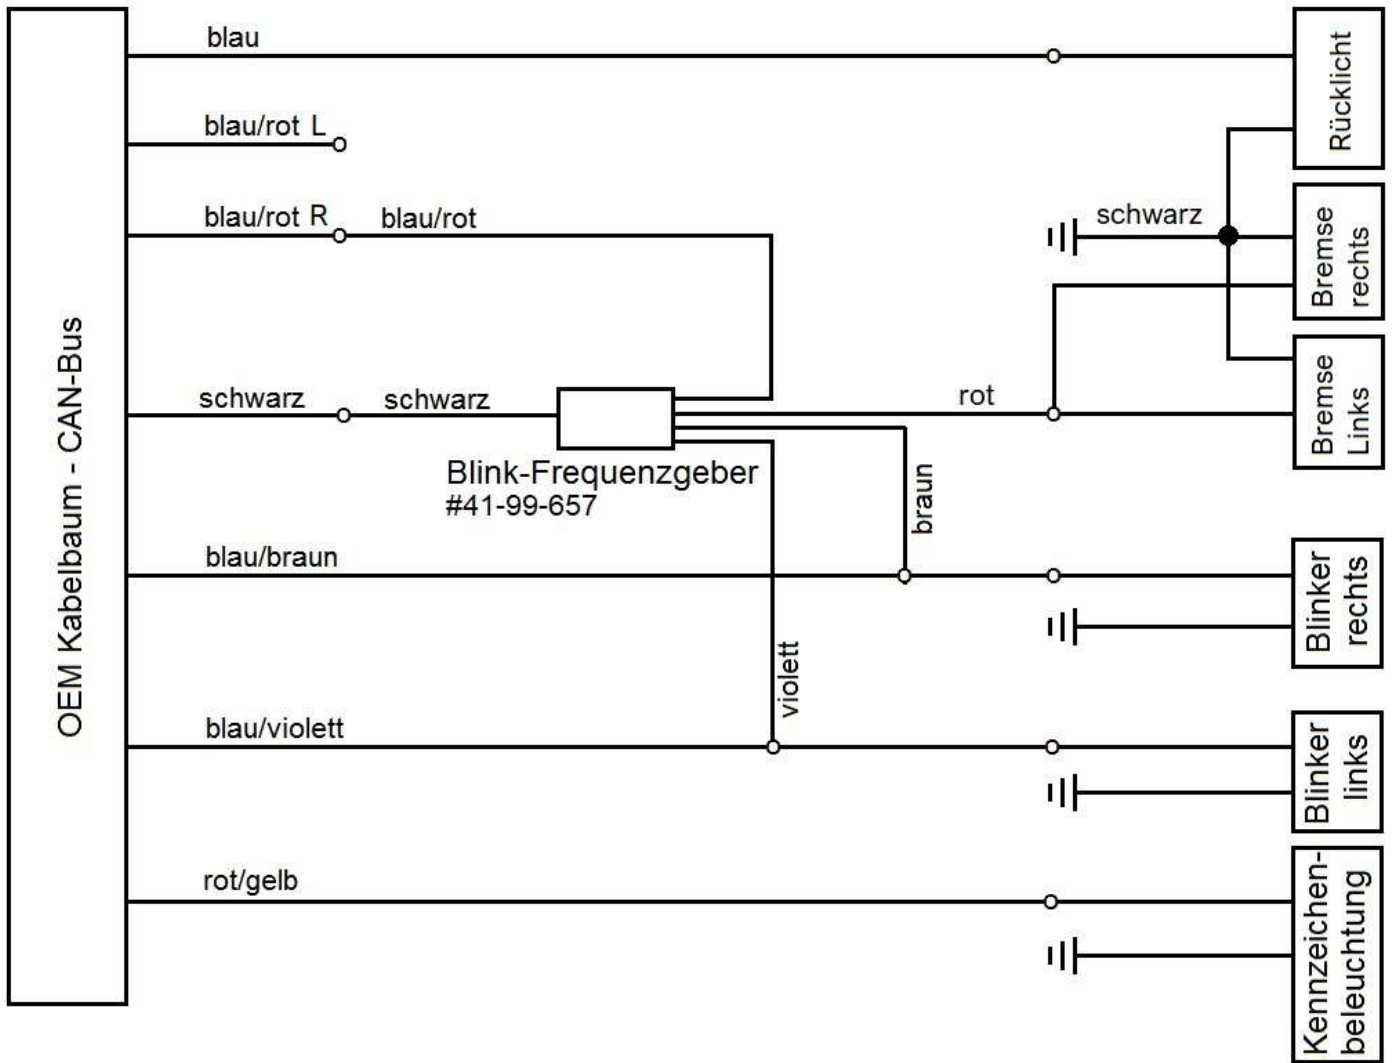 blau
Rücklicht
blau/rot L
blau/rot R
blau/rot
schwarz
Bremse
rechts
OEM Kabelbaum - CAN-Bus
schwarz
schwarz
rot
Bremse
Links
Blink-Frequenzgeber
#41-99-657
braun
blau/braun
Blinker
rechts
violett
blau/violett
Blinker
links
rot/gelb
Kennzeichen-
beleuchtung